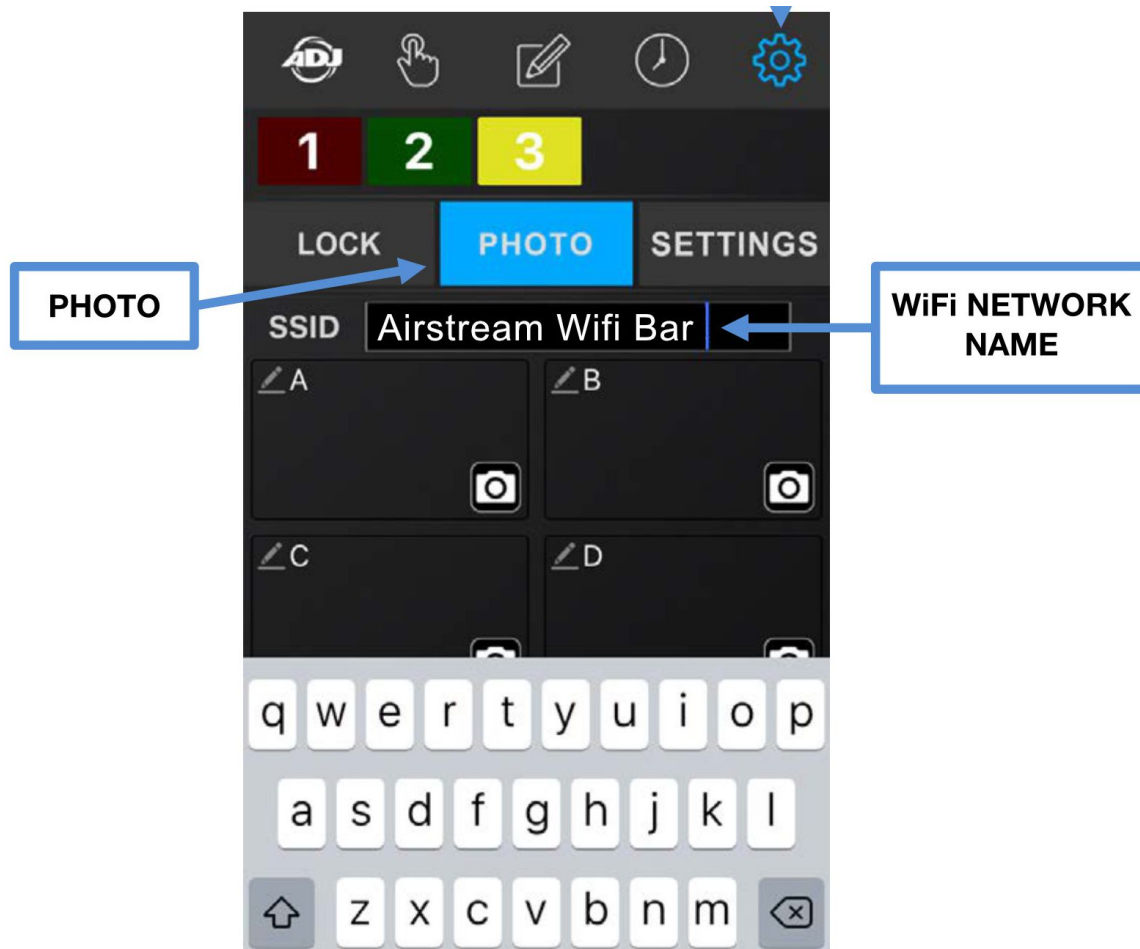 ADJ
1 2 3
LOCK PHOTO SETTINGS
PHOTO
SSID Airstream Wifi Bar
WiFi NETWORK
NAME
A B
C D
q w e r t y u i o p
a s d f g h j k l
z x c v b n m